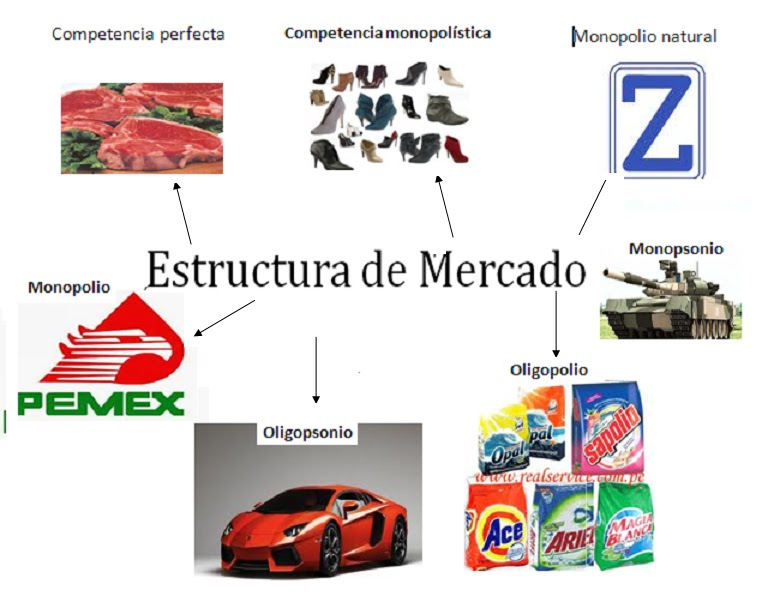 Competencia perfecta
Competencia monopolística
Monopolio natural
Z
Estructura de Mercado
Monopsonio
Monopolio
PEMEX
Oligopsonio
Oligopolio
Opal
opal
Sapolio
www.realservice.com.pe
Ace
ARIEL
MAGIA
BLANCA